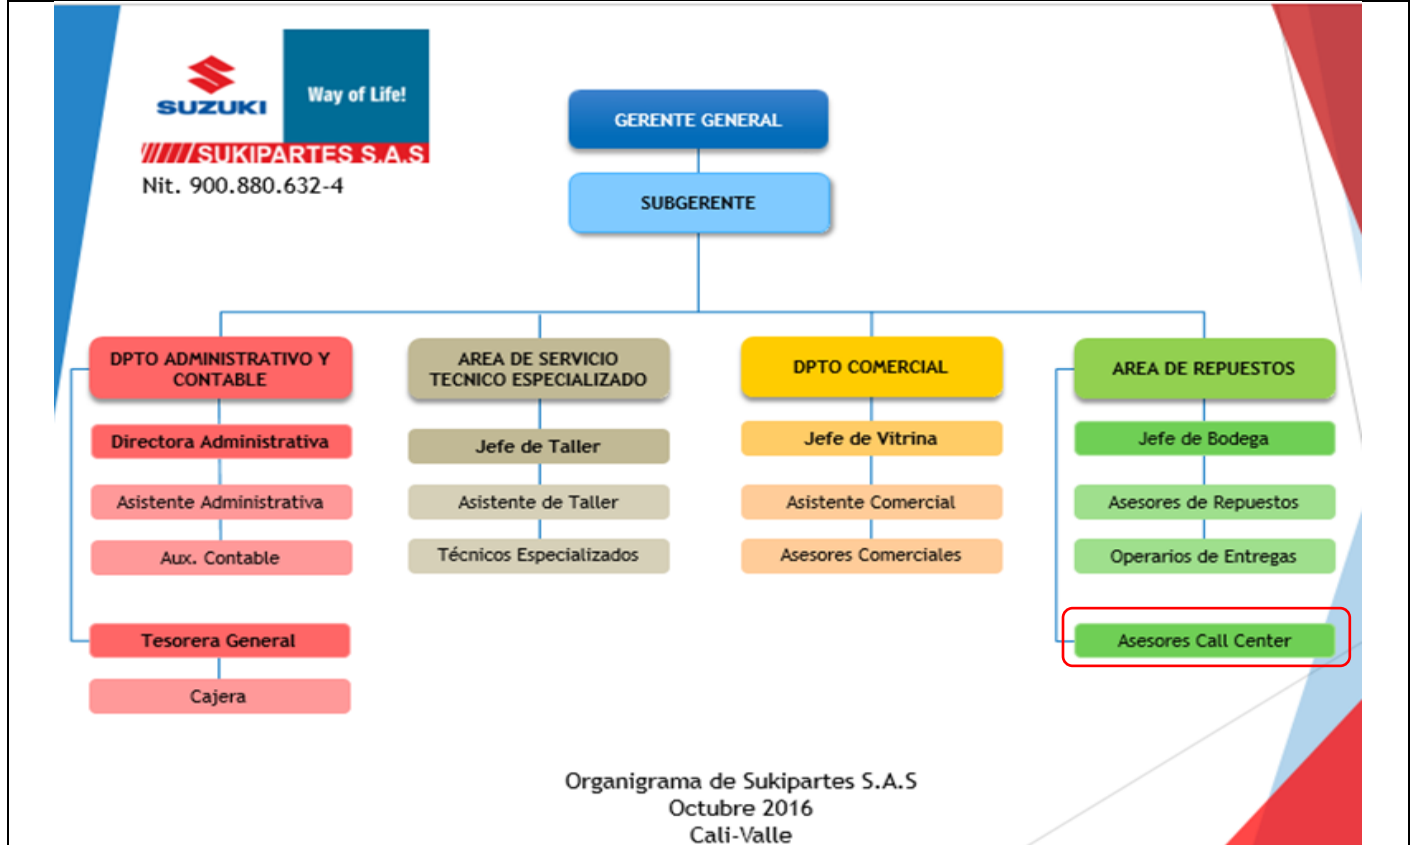 SUZUKI
Way of Life!
SUKIPARTES S.A.S
Nit. 900.880.632-4
GERENTE GENERAL
SUBGERENTE
DPTO ADMINISTRATIVO Y
CONTABLE
Directora Administrativa
Asistente Administrativa
Aux. Contable
Tesorera General
Cajera
AREA DE SERVICIO
TECNICO ESPECIALIZADO
Jefe de Taller
Asistente de Taller
Técnicos Especializados
DPTO COMERCIAL
Jefe de Vitrina
Asistente Comercial
Asesores Comerciales
AREA DE REPUESTOS
Jefe de Bodega
Asesores de Repuestos
Operarios de Entregas
Asesores Call Center
Organigrama de Sukipartes S.A.S
Octubre 2016
Cali-Valle